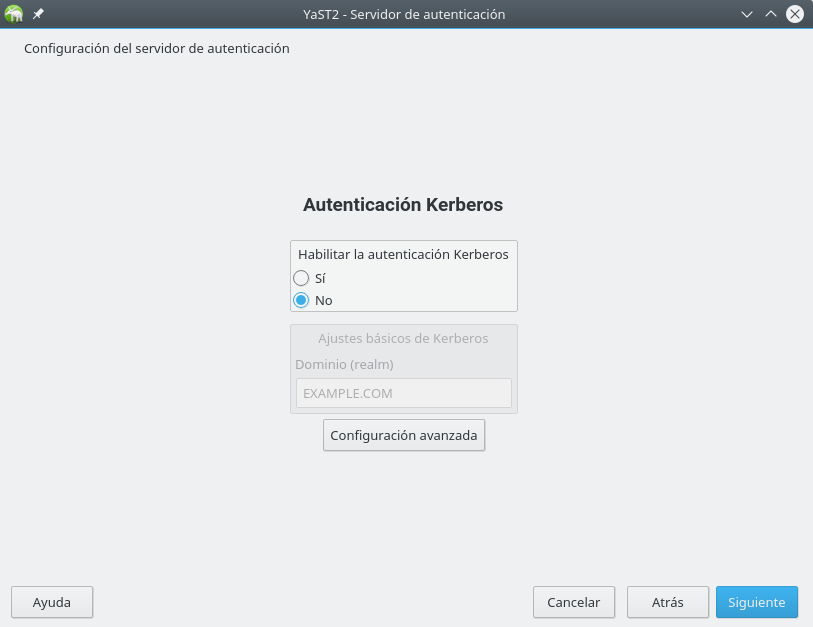 YaST2 - Servidor de autenticación
Configuración del servidor de autenticación
Autenticación Kerberos
Habilitar la autenticación Kerberos
Sí
No
Ajustes básicos de Kerberos
Dominio (realm)
EXAMPLE.COM
Configuración avanzada
Ayuda
Cancelar
Atrás
Siguiente